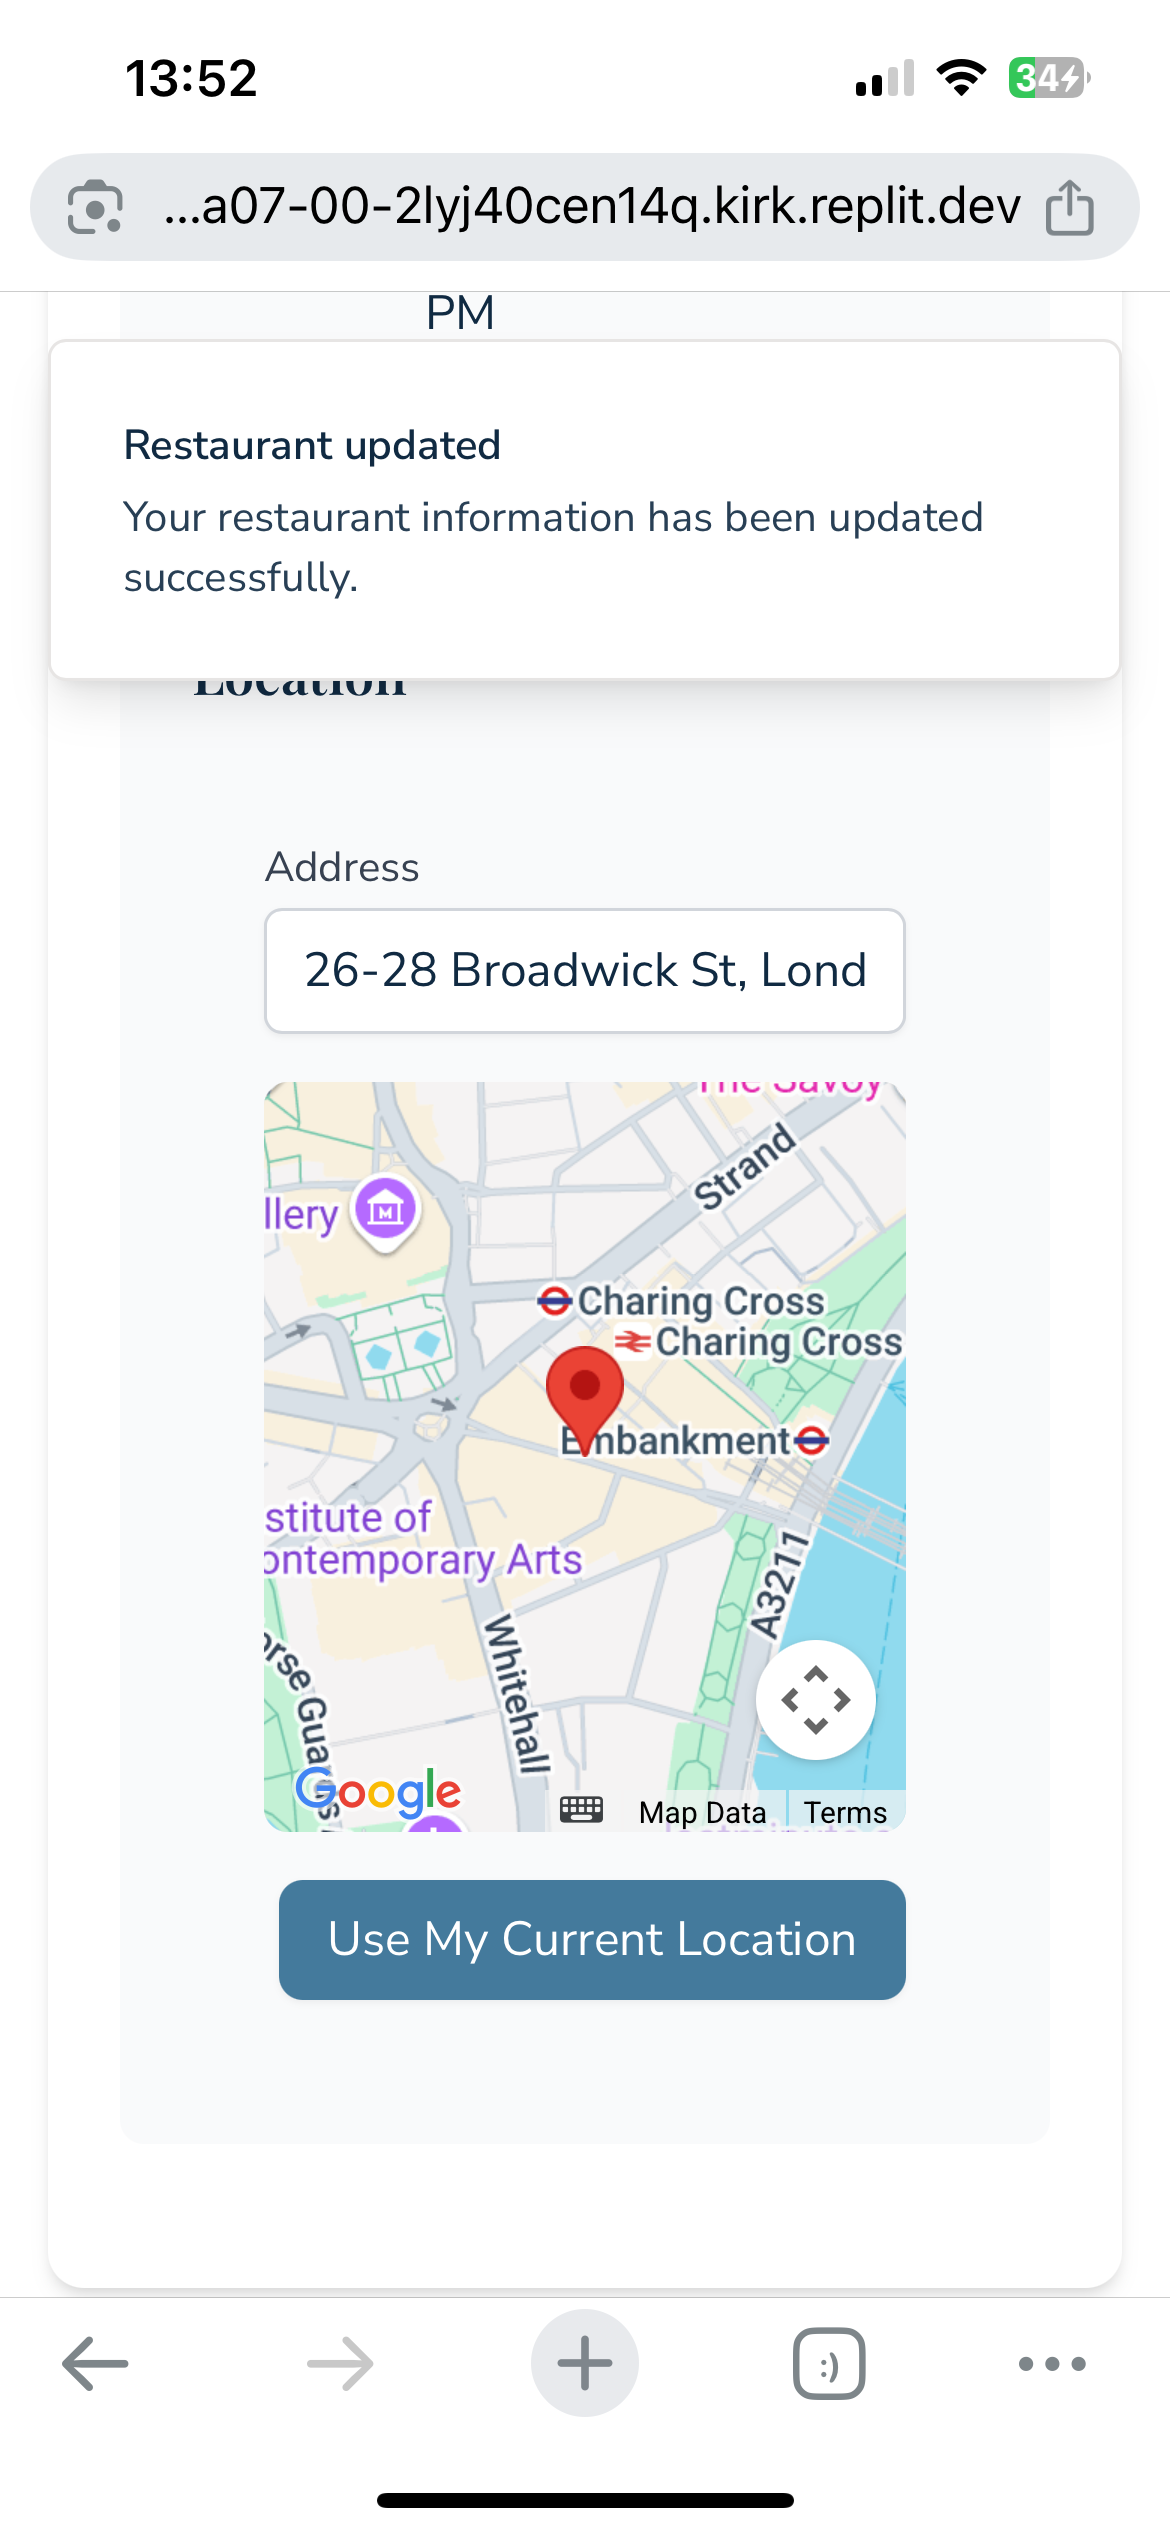 13:52
34
...a07-00-2lyj40cen14q.kirk.replit.dev
PM
Restaurant updated
Your restaurant information has been updated
successfully.
Location
Address
26-28 Broadwick St, Lond
The Savoy
Strand
llery
Charing Cross
Charing Cross
Embankment
stitute of
ontemporary Arts
A3211
Whitehall
orse Guards
Google
Map Data
Terms
Use My Current Location
:)